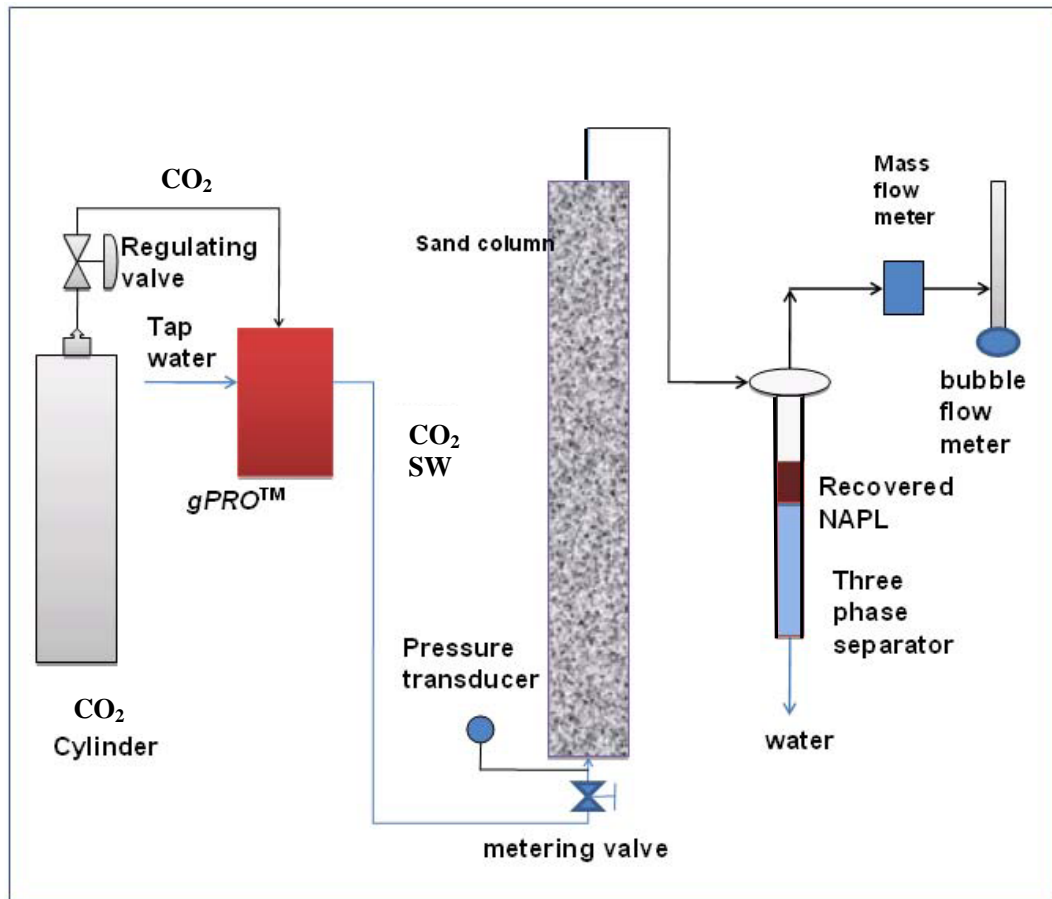 CO₂
Regulating
valve
Tap
water
gPRO™
CO₂
Cylinder
CO₂
SW
Sand column
Pressure
transducer
metering valve
Mass
flow
meter
bubble
flow
meter
Recovered
NAPL
Three
phase
separator
water